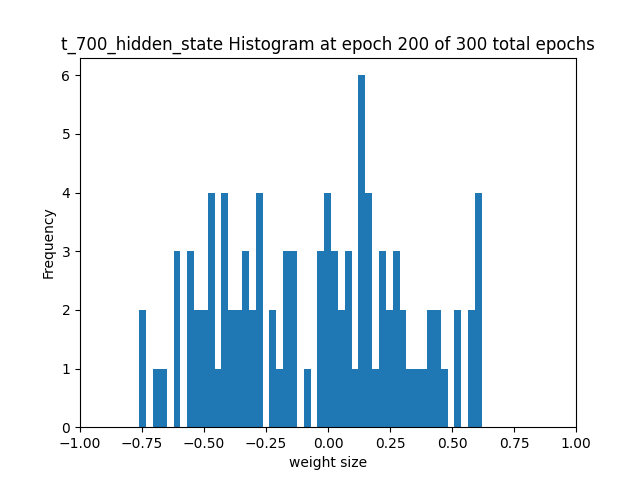 t_700_hidden_state Histogram at epoch 200 of 300 total epochs
Frequency
6
5
4
3
2
1
0
−1.00 −0.75 −0.50 −0.25 0.00 0.25 0.50 0.75 1.00
weight size